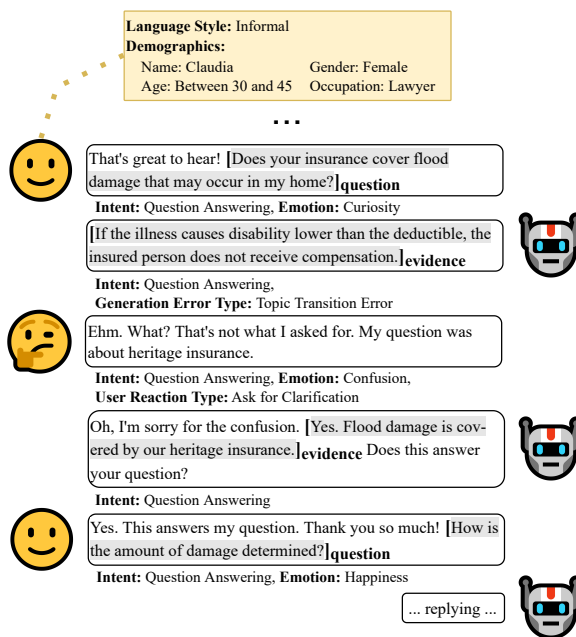 Language Style: Informal
Demographics:
Name: Claudia Gender: Female
Age: Between 30 and 45 Occupation: Lawyer
...
That's great to hear! [Does your insurance cover flood
damage that may occur in my home?]question
Intent: Question Answering, Emotion: Curiosity
[If the illness causes disability lower than the deductible, the
insured person does not receive compensation.]evidence
Intent: Question Answering,
Generation Error Type: Topic Transition Error
Ehm. What? That's not what I asked for. My question was
about heritage insurance.
Intent: Question Answering, Emotion: Confusion,
User Reaction Type: Ask for Clarification
Oh, I'm sorry for the confusion. [Yes. Flood damage is cov-
ered by our heritage insurance.]evidence Does this answer
your question?
Intent: Question Answering
Yes. This answers my question. Thank you so much! [How is
the amount of damage determined?]question
Intent: Question Answering, Emotion: Happiness
... replying ...